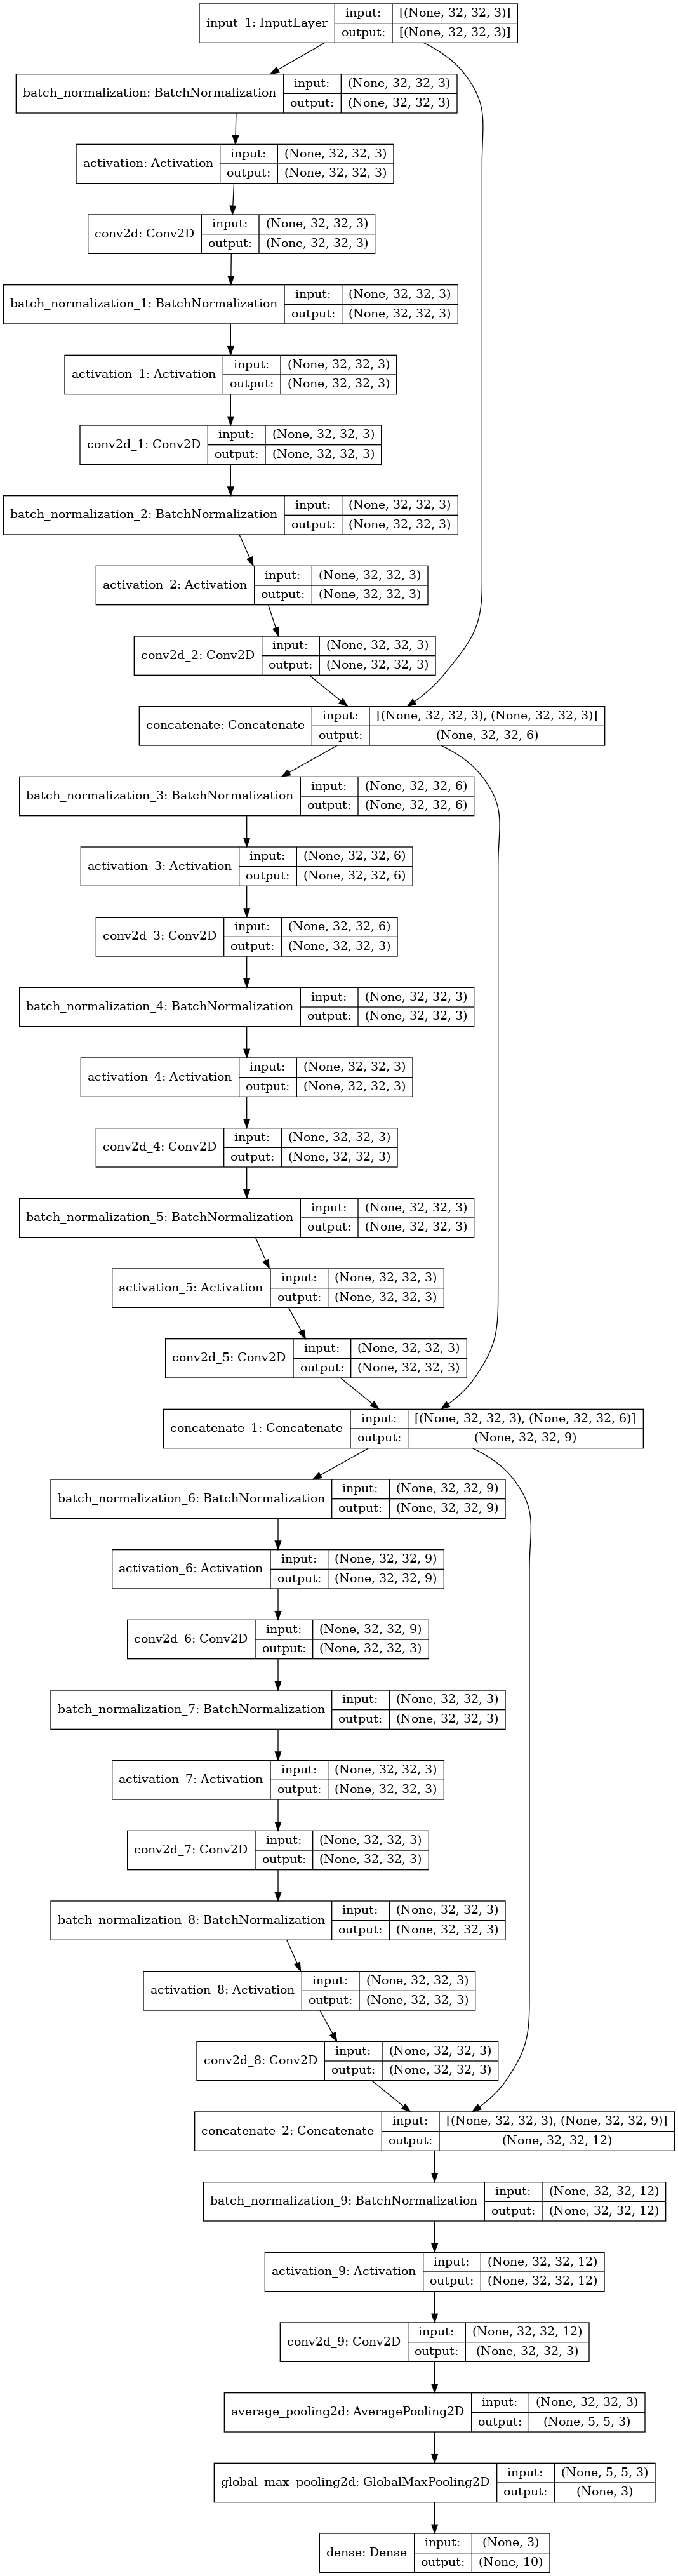 input_1: InputLayer
input: [(None, 32, 32, 3)]
output: [(None, 32, 32, 3)]
batch_normalization: BatchNormalization
input: (None, 32, 32, 3)
output: (None, 32, 32, 3)
activation: Activation
input: (None, 32, 32, 3)
output: (None, 32, 32, 3)
conv2d: Conv2D
input: (None, 32, 32, 3)
output: (None, 32, 32, 3)
batch_normalization_1: BatchNormalization
input: (None, 32, 32, 3)
output: (None, 32, 32, 3)
activation_1: Activation
input: (None, 32, 32, 3)
output: (None, 32, 32, 3)
conv2d_1: Conv2D
input: (None, 32, 32, 3)
output: (None, 32, 32, 3)
batch_normalization_2: BatchNormalization
input: (None, 32, 32, 3)
output: (None, 32, 32, 3)
activation_2: Activation
input: (None, 32, 32, 3)
output: (None, 32, 32, 3)
conv2d_2: Conv2D
input: (None, 32, 32, 3)
output: (None, 32, 32, 3)
concatenate: Concatenate
input: [(None, 32, 32, 3), (None, 32, 32, 3)]
output: (None, 32, 32, 6)
batch_normalization_3: BatchNormalization
input: (None, 32, 32, 6)
output: (None, 32, 32, 6)
activation_3: Activation
input: (None, 32, 32, 6)
output: (None, 32, 32, 6)
conv2d_3: Conv2D
input: (None, 32, 32, 6)
output: (None, 32, 32, 3)
batch_normalization_4: BatchNormalization
input: (None, 32, 32, 3)
output: (None, 32, 32, 3)
activation_4: Activation
input: (None, 32, 32, 3)
output: (None, 32, 32, 3)
conv2d_4: Conv2D
input: (None, 32, 32, 3)
output: (None, 32, 32, 3)
batch_normalization_5: BatchNormalization
input: (None, 32, 32, 3)
output: (None, 32, 32, 3)
activation_5: Activation
input: (None, 32, 32, 3)
output: (None, 32, 32, 3)
conv2d_5: Conv2D
input: (None, 32, 32, 3)
output: (None, 32, 32, 3)
concatenate_1: Concatenate
input: [(None, 32, 32, 3), (None, 32, 32, 6)]
output: (None, 32, 32, 9)
batch_normalization_6: BatchNormalization
input: (None, 32, 32, 9)
output: (None, 32, 32, 9)
activation_6: Activation
input: (None, 32, 32, 9)
output: (None, 32, 32, 9)
conv2d_6: Conv2D
input: (None, 32, 32, 9)
output: (None, 32, 32, 3)
batch_normalization_7: BatchNormalization
input: (None, 32, 32, 3)
output: (None, 32, 32, 3)
activation_7: Activation
input: (None, 32, 32, 3)
output: (None, 32, 32, 3)
conv2d_7: Conv2D
input: (None, 32, 32, 3)
output: (None, 32, 32, 3)
batch_normalization_8: BatchNormalization
input: (None, 32, 32, 3)
output: (None, 32, 32, 3)
activation_8: Activation
input: (None, 32, 32, 3)
output: (None, 32, 32, 3)
conv2d_8: Conv2D
input: (None, 32, 32, 3)
output: (None, 32, 32, 3)
concatenate_2: Concatenate
input: [(None, 32, 32, 3), (None, 32, 32, 9)]
output: (None, 32, 32, 12)
batch_normalization_9: BatchNormalization
input: (None, 32, 32, 12)
output: (None, 32, 32, 12)
activation_9: Activation
input: (None, 32, 32, 12)
output: (None, 32, 32, 12)
conv2d_9: Conv2D
input: (None, 32, 32, 12)
output: (None, 32, 32, 3)
average_pooling2d: AveragePooling2D
input: (None, 32, 32, 3)
output: (None, 5, 5, 3)
global_max_pooling2d: GlobalMaxPooling2D
input: (None, 5, 5, 3)
output: (None, 3)
dense: Dense
input: (None, 3)
output: (None, 10)